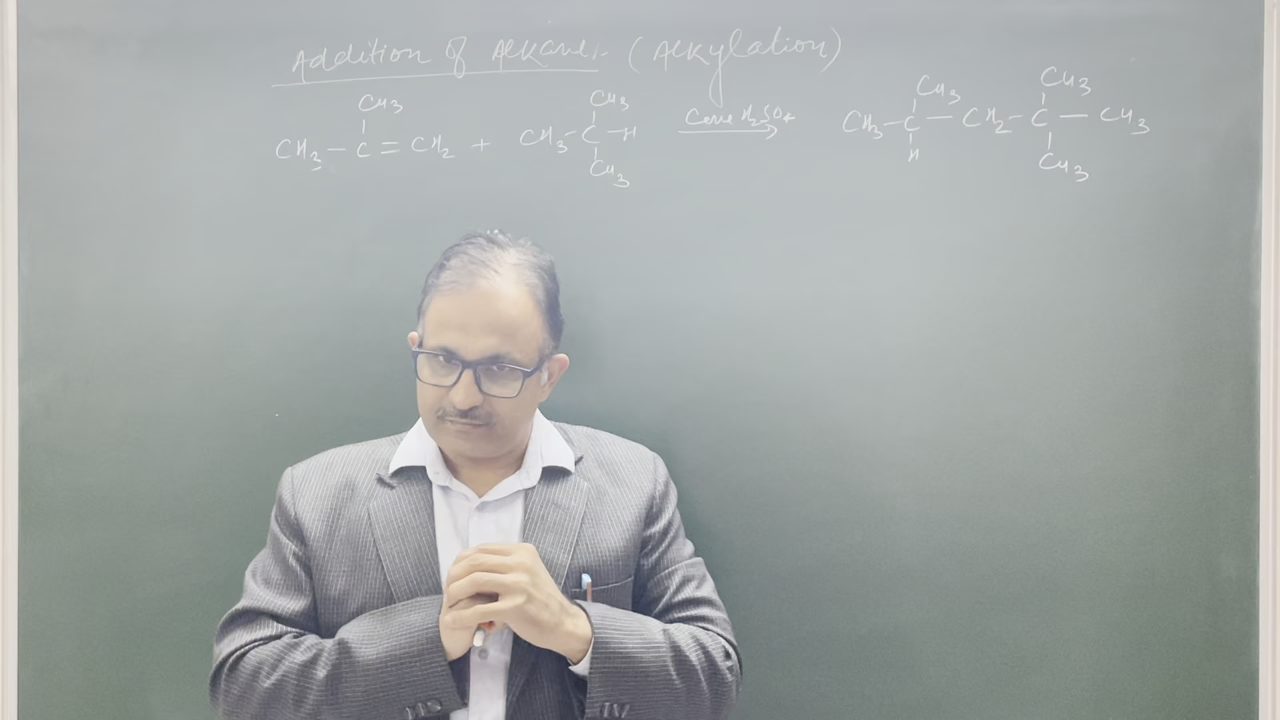 Addition of Alkanes (Alkylation)
CH3 CH3 CH3 CH3
CH3 – C = CH2 + CH3 – C – H Conc H2SO4 → CH3 – C – CH2 – C – CH3
CH3 H CH3